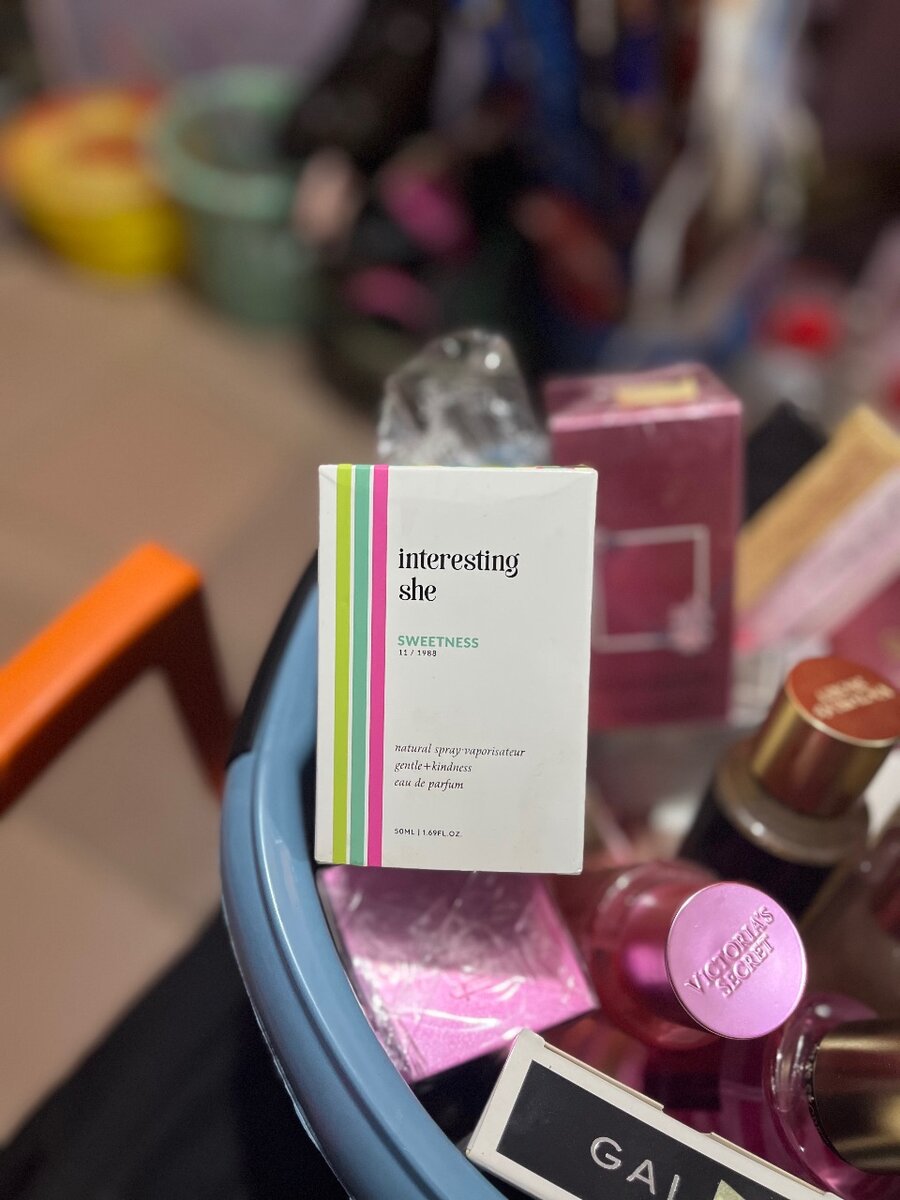 interesting
she
SWEETNESS
11 / 1988
natural spray-vaporisateur
gentle+kindness
eau de parfum
50ML | 1.69FL.OZ.
VICTORIA'S
SECRET
GAI